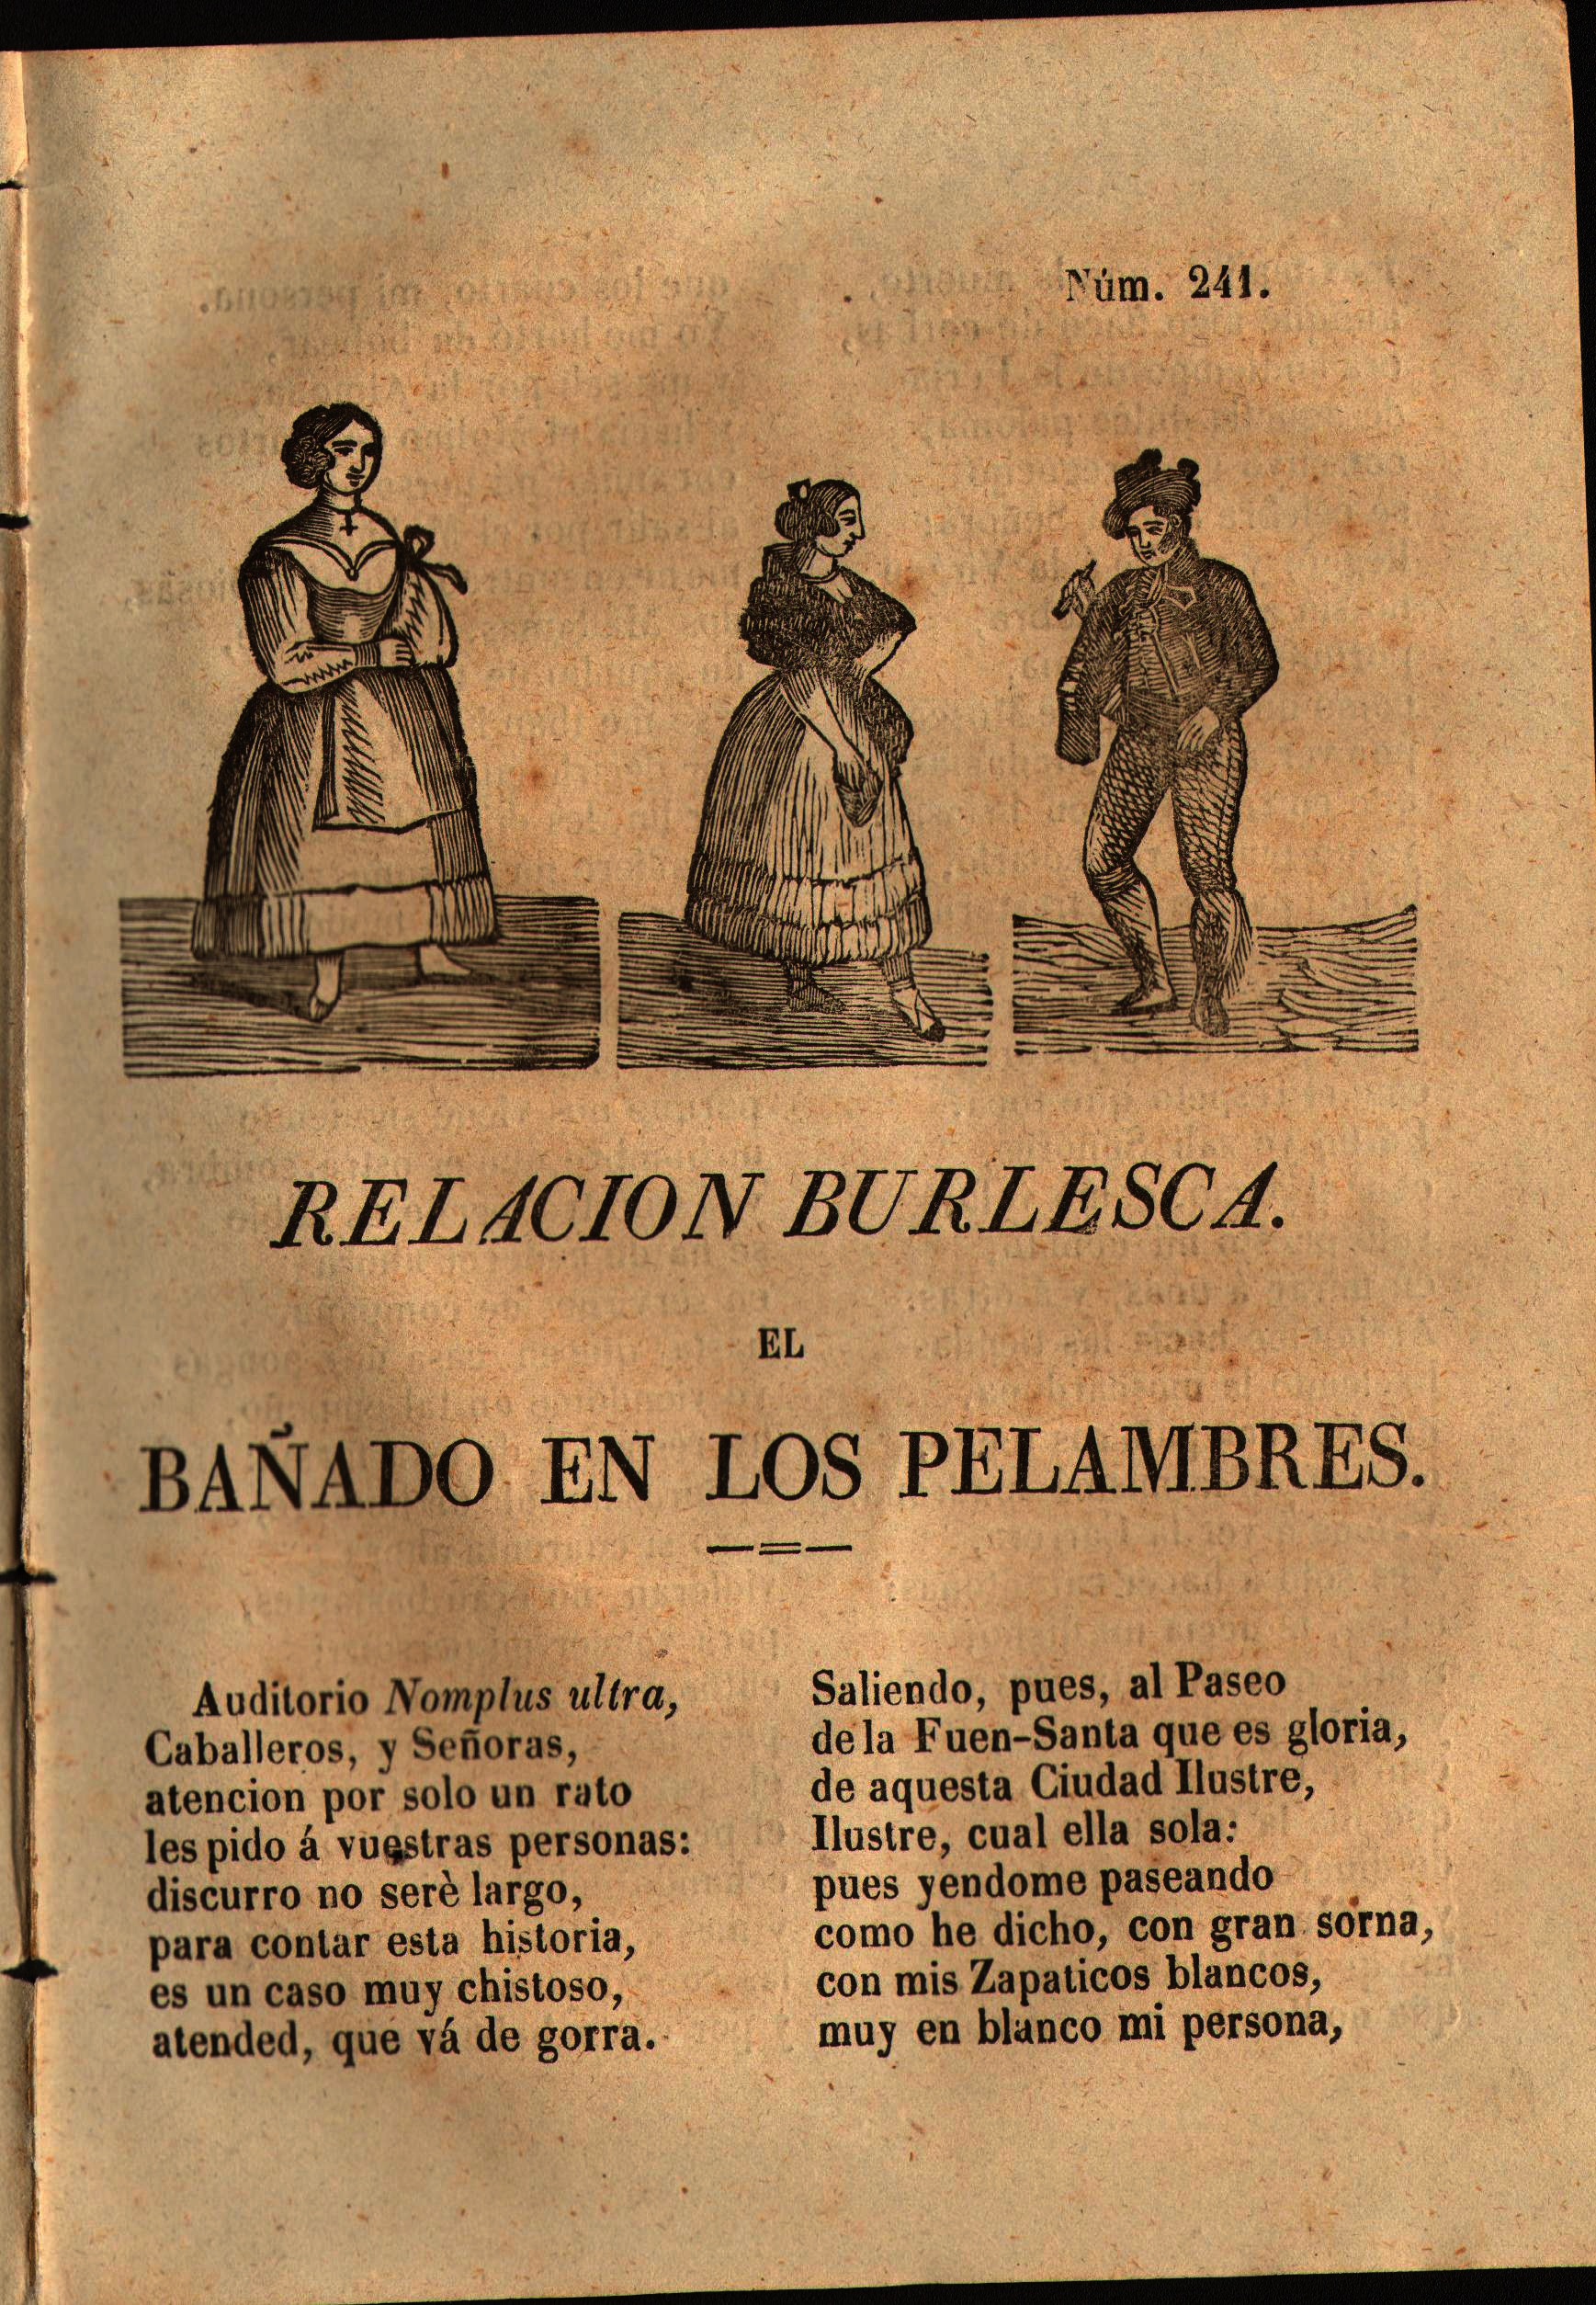 Núm. 241.
RELACION BURLESCA.
EL
BAÑADO EN LOS PELAMBRES.
Auditorio Nomplus ultra,
Caballeros, y Señoras,
atencion por solo un rato
les pido á vuestras personas:
discurro no serè largo,
para contar esta historia,
es un caso muy chistoso,
atended, que vá de gorra.
Saliendo, pues, al Paseo
de la Fuen-Santa que es gloria,
de aquesta Ciudad Ilustre,
Ilustre, cual ella sola:
pues yendome paseando
como he dicho, con gran sorna,
con mis Zapaticos blancos,
muy en blanco mi persona,